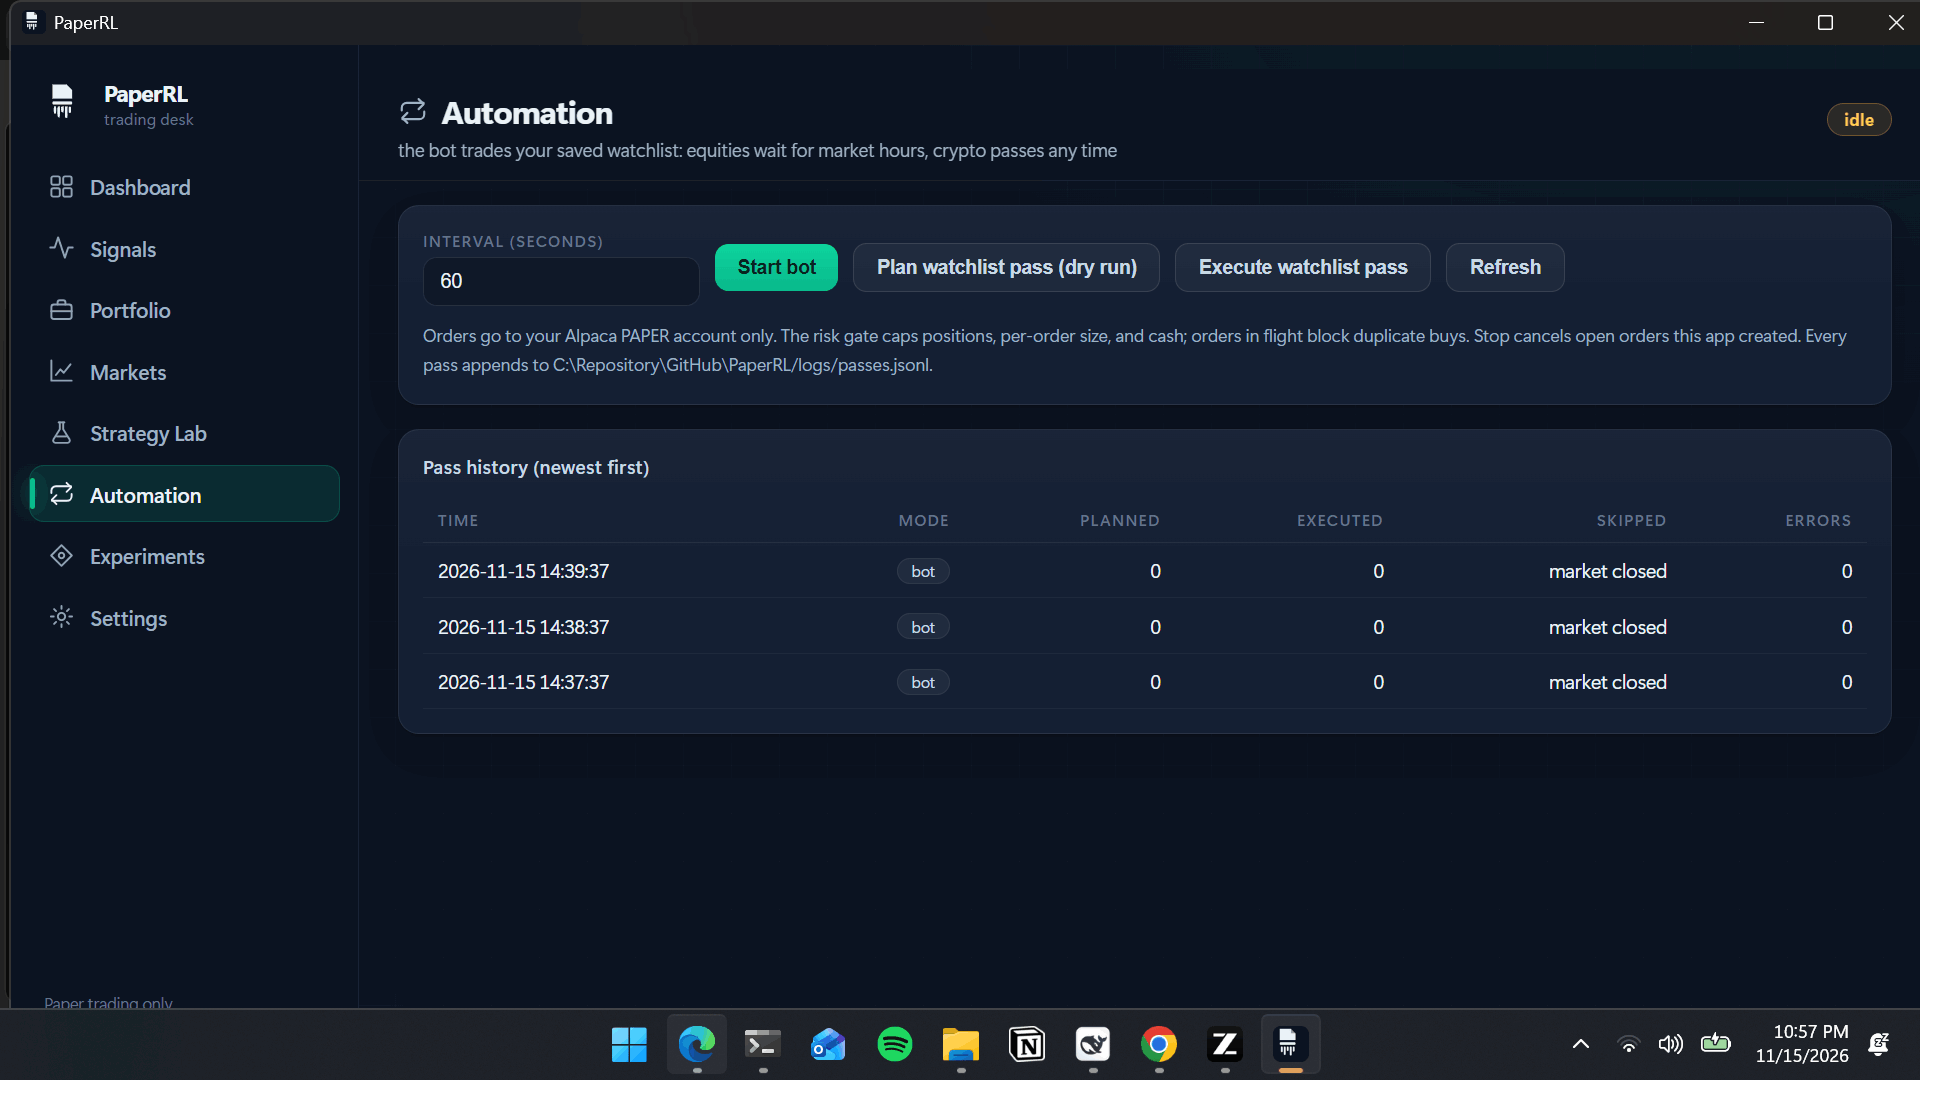 PaperRL
PaperRL
trading desk
Dashboard
Signals
Portfolio
Markets
Strategy Lab
Automation
Experiments
Settings
Paper trading only
Automation
idle
the bot trades your saved watchlist: equities wait for market hours, crypto passes any time
INTERVAL (SECONDS)
60
Start bot
Plan watchlist pass (dry run)
Execute watchlist pass
Refresh
Orders go to your Alpaca PAPER account only. The risk gate caps positions, per-order size, and cash; orders in flight block duplicate buys. Stop cancels open orders this app created. Every
pass appends to C:\Repository\GitHub\PaperRL/logs/passes.jsonl.
Pass history (newest first)
TIME MODE PLANNED EXECUTED SKIPPED ERRORS
2026-11-15 14:39:37 bot 0 0 market closed 0
2026-11-15 14:38:37 bot 0 0 market closed 0
2026-11-15 14:37:37 bot 0 0 market closed 0
10:57 PM
11/15/2026